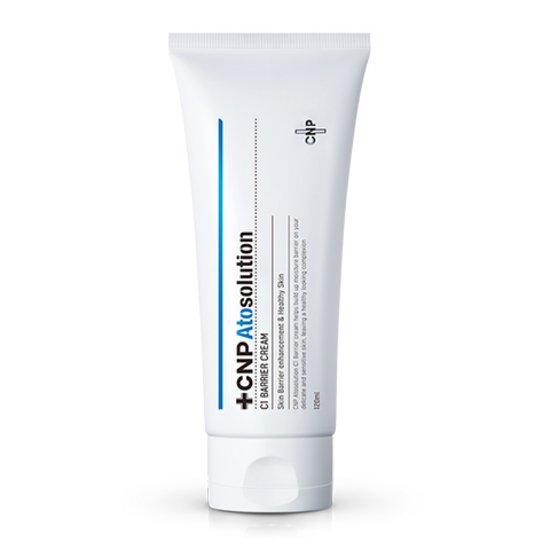 CNP
+CNP Atosolution
CI BARRIER CREAM
Skin Barrier enhancement & Healthy Skin
CNP Atosolution CI Barrier cream helps build up moisture barrier on your
delicate and sensitive skin, leaving a healthy looking complexion
120ml